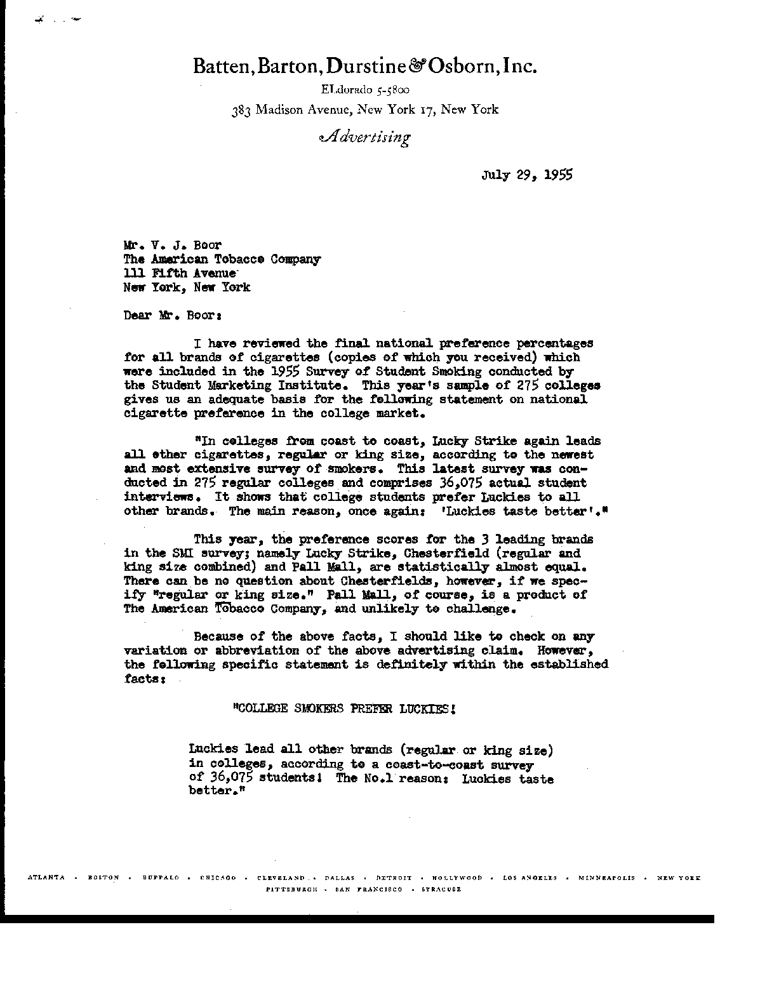 Batten, Barton, Durstine & Osborn, Inc.
ELdorado 5-5800
383 Madison Avenue, New York 17, New York
Advertising
July 29, 1955
Mr. V. J. Boor
The American Tobacco Company
111 Fifth Avenue
New York, New York
Dear Mr. Boor:
I have reviewed the final national preference percentages
for all brands of cigarettes (copies of which you received) which
were included in the 1955 Survey of Student Smoking conducted by
the Student Marketing Institute. This year's sample of 275 colleges
gives us an adequate basis for the following statement on national
cigarette preference in the college market.
"In colleges from coast to coast, Lucky Strike again leads
all other cigarettes, regular or king size, according to the newest
and most extensive survey of smokers. This latest survey was con-
ducted in 275 regular colleges and comprises 36,075 actual student
interviews. It shows that college students prefer Luckies to all
other brands. The main reason, once again: 'Luckies taste better'."
This year, the preference scores for the 3 leading brands
in the SMI survey; namely Lucky Strike, Chesterfield (regular and
king size combined) and Pall Mall, are statistically almost equal.
There can be no question about Chesterfields, however, if we spec-
ify "regular or king size." Pall Mall, of course, is a product of
The American Tobacco Company, and unlikely to challenge.
Because of the above facts, I should like to check on any
variation or abbreviation of the above advertising claim. However,
the following specific statement is definitely within the established
facts:
"COLLEGE SMOKERS PREFER LUCKIES!
Luckies lead all other brands (regular or king size)
in colleges, according to a coast-to-coast survey
of 36,075 students! The No.1 reason: Luckies taste
better."
ATLANTA • BOSTON • BUFFALO • CHICAGO • CLEVELAND • DALLAS • DETROIT • HOLLYWOOD • LOS ANGELES • MINNEAPOLIS • NEW YORK
PITTSBURGH • SAN FRANCISCO • SYRACUSE